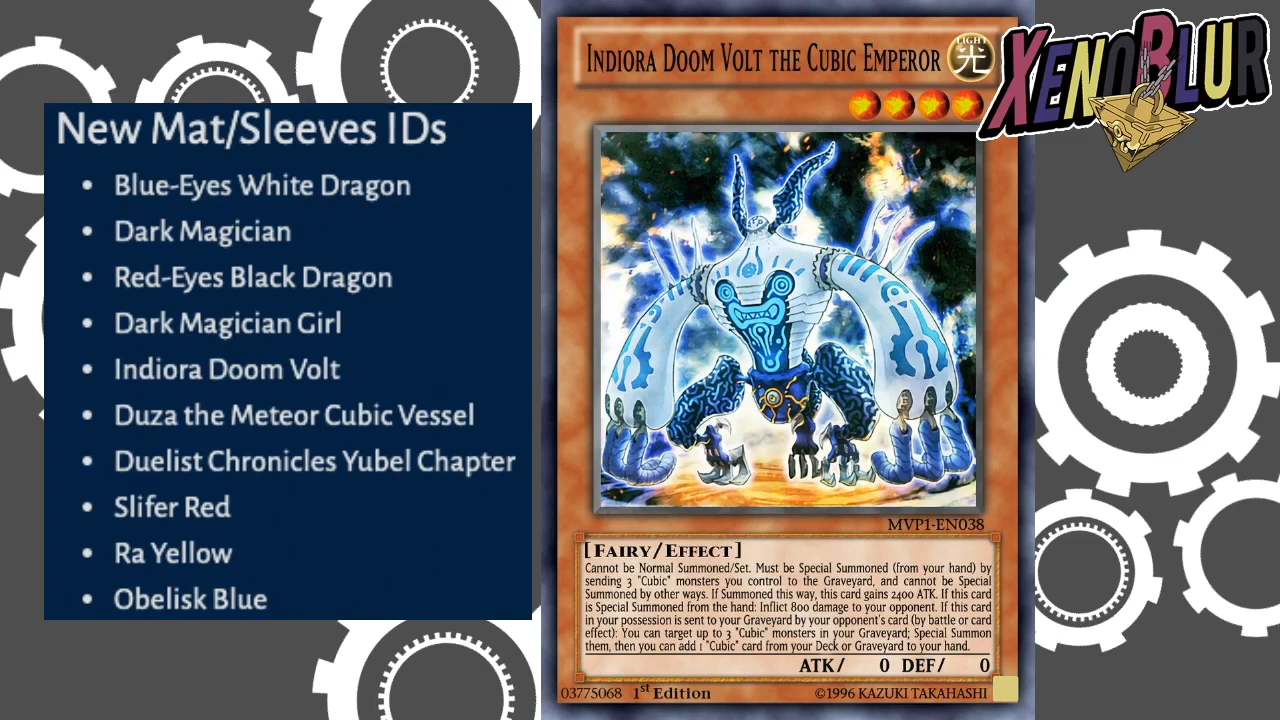 New Mat/Sleeves IDs
• Blue-Eyes White Dragon
• Dark Magician
• Red-Eyes Black Dragon
• Dark Magician Girl
• Indiora Doom Volt
• Duza the Meteor Cubic Vessel
• Duelist Chronicles Yubel Chapter
• Slifer Red
• Ra Yellow
• Obelisk Blue
INDIORA DOOM VOLT THE CUBIC EMPEROR
LIGHT
光
XENOBLUR
MVP1-EN038
[FAIRY/EFFECT]
Cannot be Normal Summoned/Set. Must be Special Summoned (from your hand) by
sending 3 "Cubic" monsters you control to the Graveyard, and cannot be Special
Summoned by other ways. If Summoned this way, this card gains 2400 ATK. If this card
is Special Summoned from the hand: Inflict 800 damage to your opponent. If this card
in your possession is sent to your Graveyard by your opponent's card (by battle or card
effect): You can target up to 3 "Cubic" monsters in your Graveyard; Special Summon
them, then you can add 1 "Cubic" card from your Deck or Graveyard to your hand.
ATK/ 0 DEF/ 0
03775068 1st Edition ©1996 KAZUKI TAKAHASHI